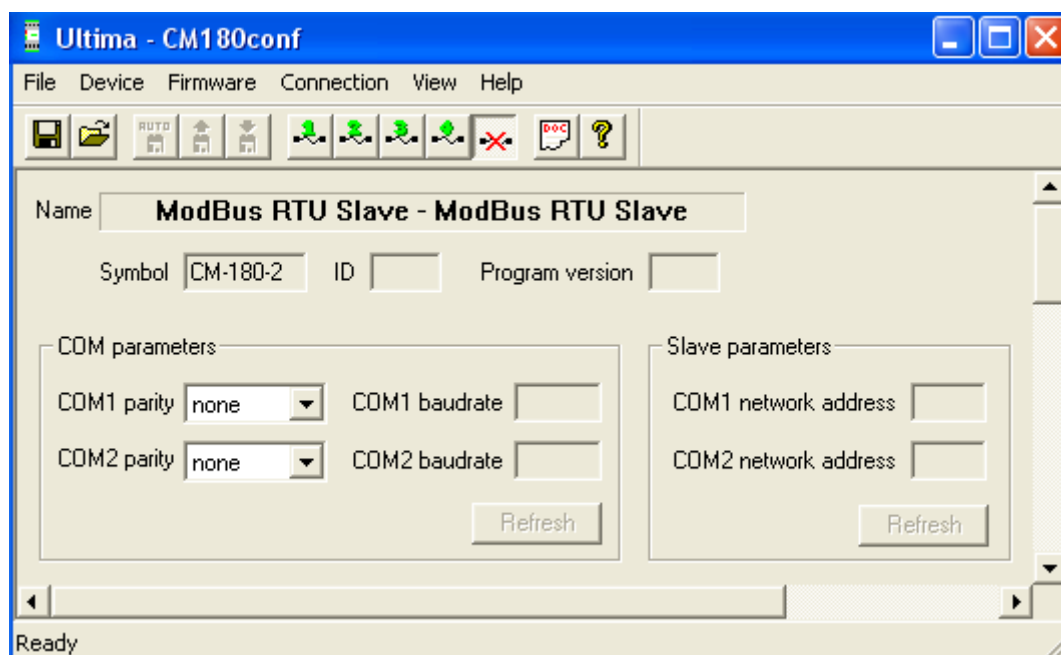 Ultima - CM180conf
File Device Firmware Connection View Help
AUTO DOC
Name ModBus RTU Slave - ModBus RTU Slave
Symbol CM-180-2 ID Program version
COM parameters Slave parameters
COM1 parity none COM1 baudrate COM1 network address
COM2 parity none COM2 baudrate COM2 network address
Refresh Refresh
Ready